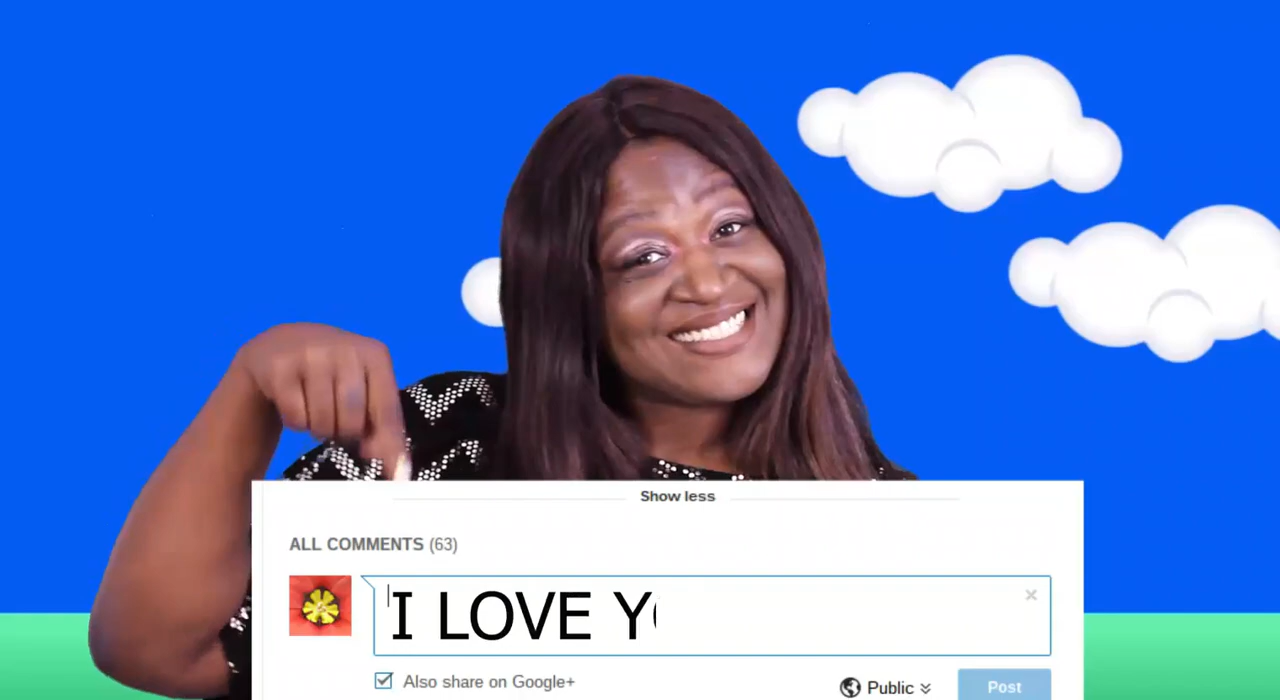 Show less
ALL COMMENTS (63)
I LOVE Y
Also share on Google+
Public
Post